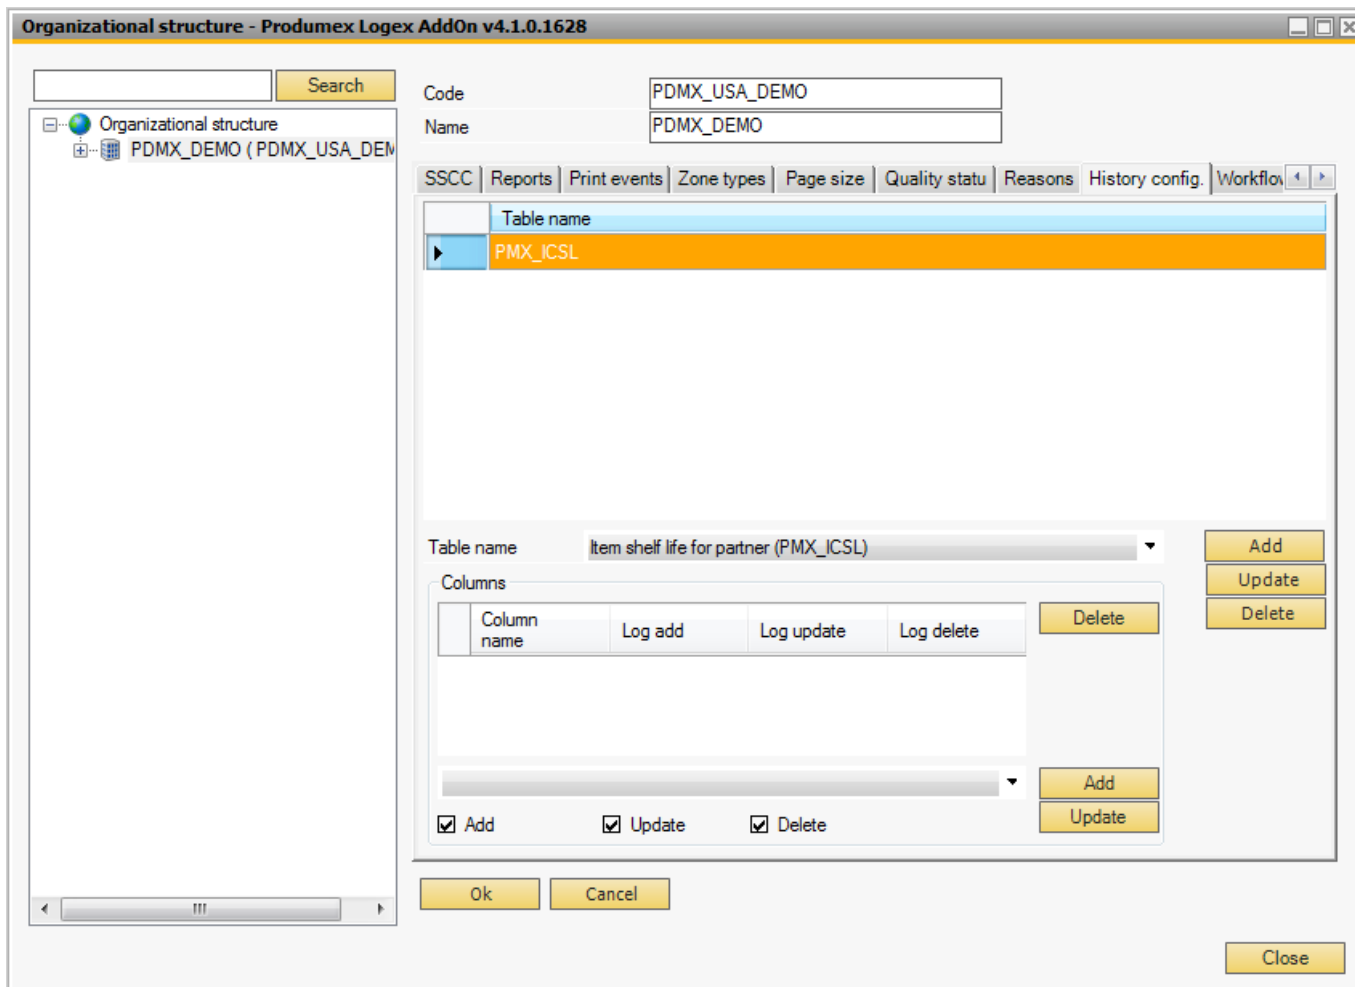 Organizational structure - Produmex Logex AddOn v4.1.0.1628
Search
Organizational structure
PDMX_DEMO ( PDMX_USA_DEM
Code PDMX_USA_DEMO
Name PDMX_DEMO
SSCC Reports Print events Zone types Page size Quality statu Reasons History config. Workflov
Table name
PMX_ICSL
Table name Item shelf life for partner (PMX_ICSL) Add
Update
Delete
Columns
Column name Log add Log update Log delete Delete
Add
Add Update Delete Update
Ok Cancel
Close